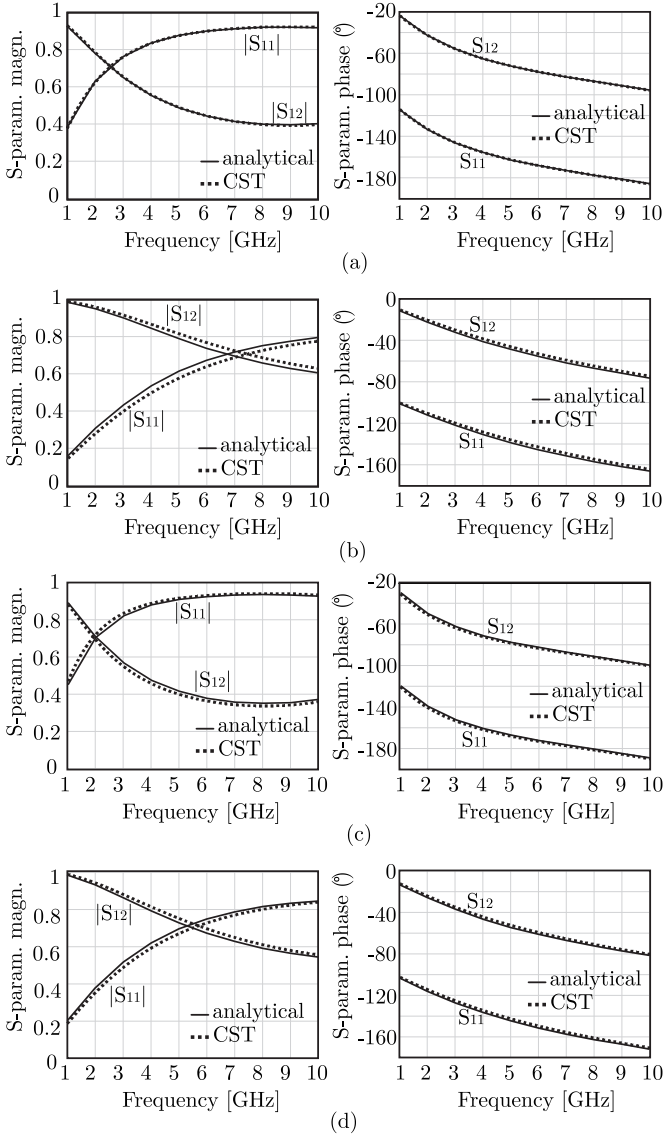 S-param. magn.
1
0.8
0.6
0.4
0.2
0
|S11|
|S12|
analytical
CST
1 2 3 4 5 6 7 8 9 10
Frequency [GHz]
S-param. phase (°)
-20
-60
-100
-140
-180
S12
S11
analytical
CST
1 2 3 4 5 6 7 8 9 10
Frequency [GHz]
(a)
S-param. magn.
1
0.8
0.6
0.4
0.2
0
|S12|
|S11|
analytical
CST
1 2 3 4 5 6 7 8 9 10
Frequency [GHz]
S-param. phase (°)
0
-40
-80
-120
-160
S12
S11
analytical
CST
1 2 3 4 5 6 7 8 9 10
Frequency [GHz]
(b)
S-param. magn.
1
0.8
0.6
0.4
0.2
0
|S11|
|S12|
analytical
CST
1 2 3 4 5 6 7 8 9 10
Frequency [GHz]
S-param. phase (°)
-20
-60
-100
-140
-180
S12
S11
analytical
CST
1 2 3 4 5 6 7 8 9 10
Frequency [GHz]
(c)
S-param. magn.
1
0.8
0.6
0.4
0.2
0
|S12|
|S11|
analytical
CST
1 2 3 4 5 6 7 8 9 10
Frequency [GHz]
S-param. phase (°)
0
-40
-80
-120
-160
S12
S11
analytical
CST
1 2 3 4 5 6 7 8 9 10
Frequency [GHz]
(d)